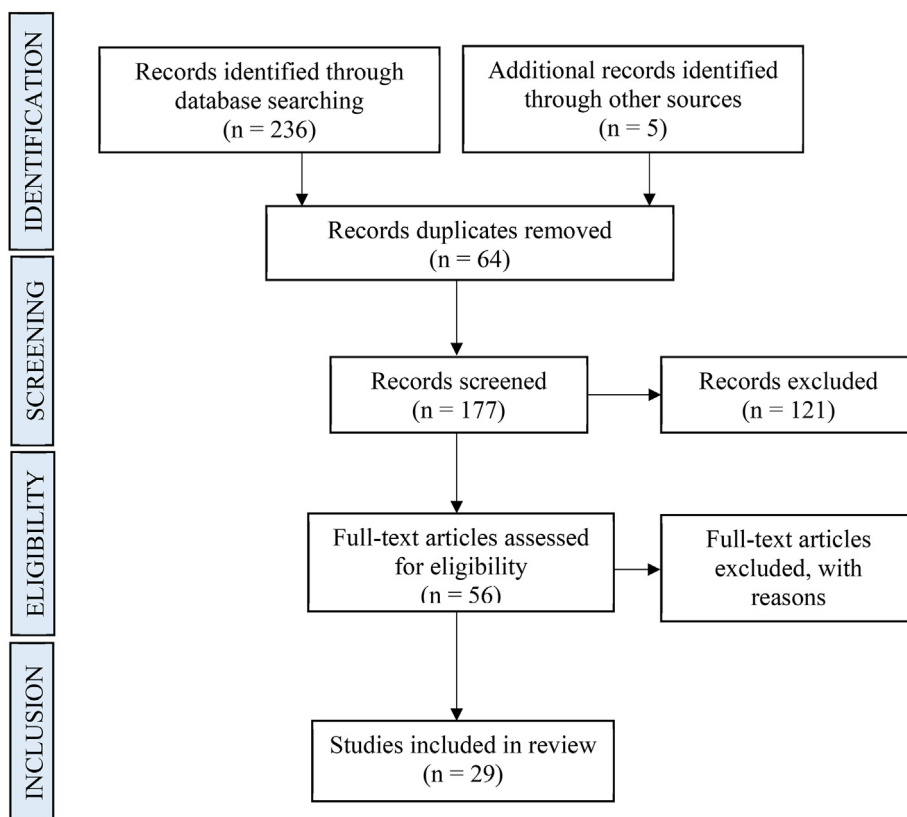 IDENTIFICATION
Records identified through
database searching
(n = 236)
Additional records identified
through other sources
(n = 5)
Records duplicates removed
(n = 64)
SCREENING
Records screened
(n = 177)
Records excluded
(n = 121)
ELIGIBILITY
Full-text articles assessed
for eligibility
(n = 56)
Full-text articles
excluded, with
reasons
INCLUSION
Studies included in review
(n = 29)